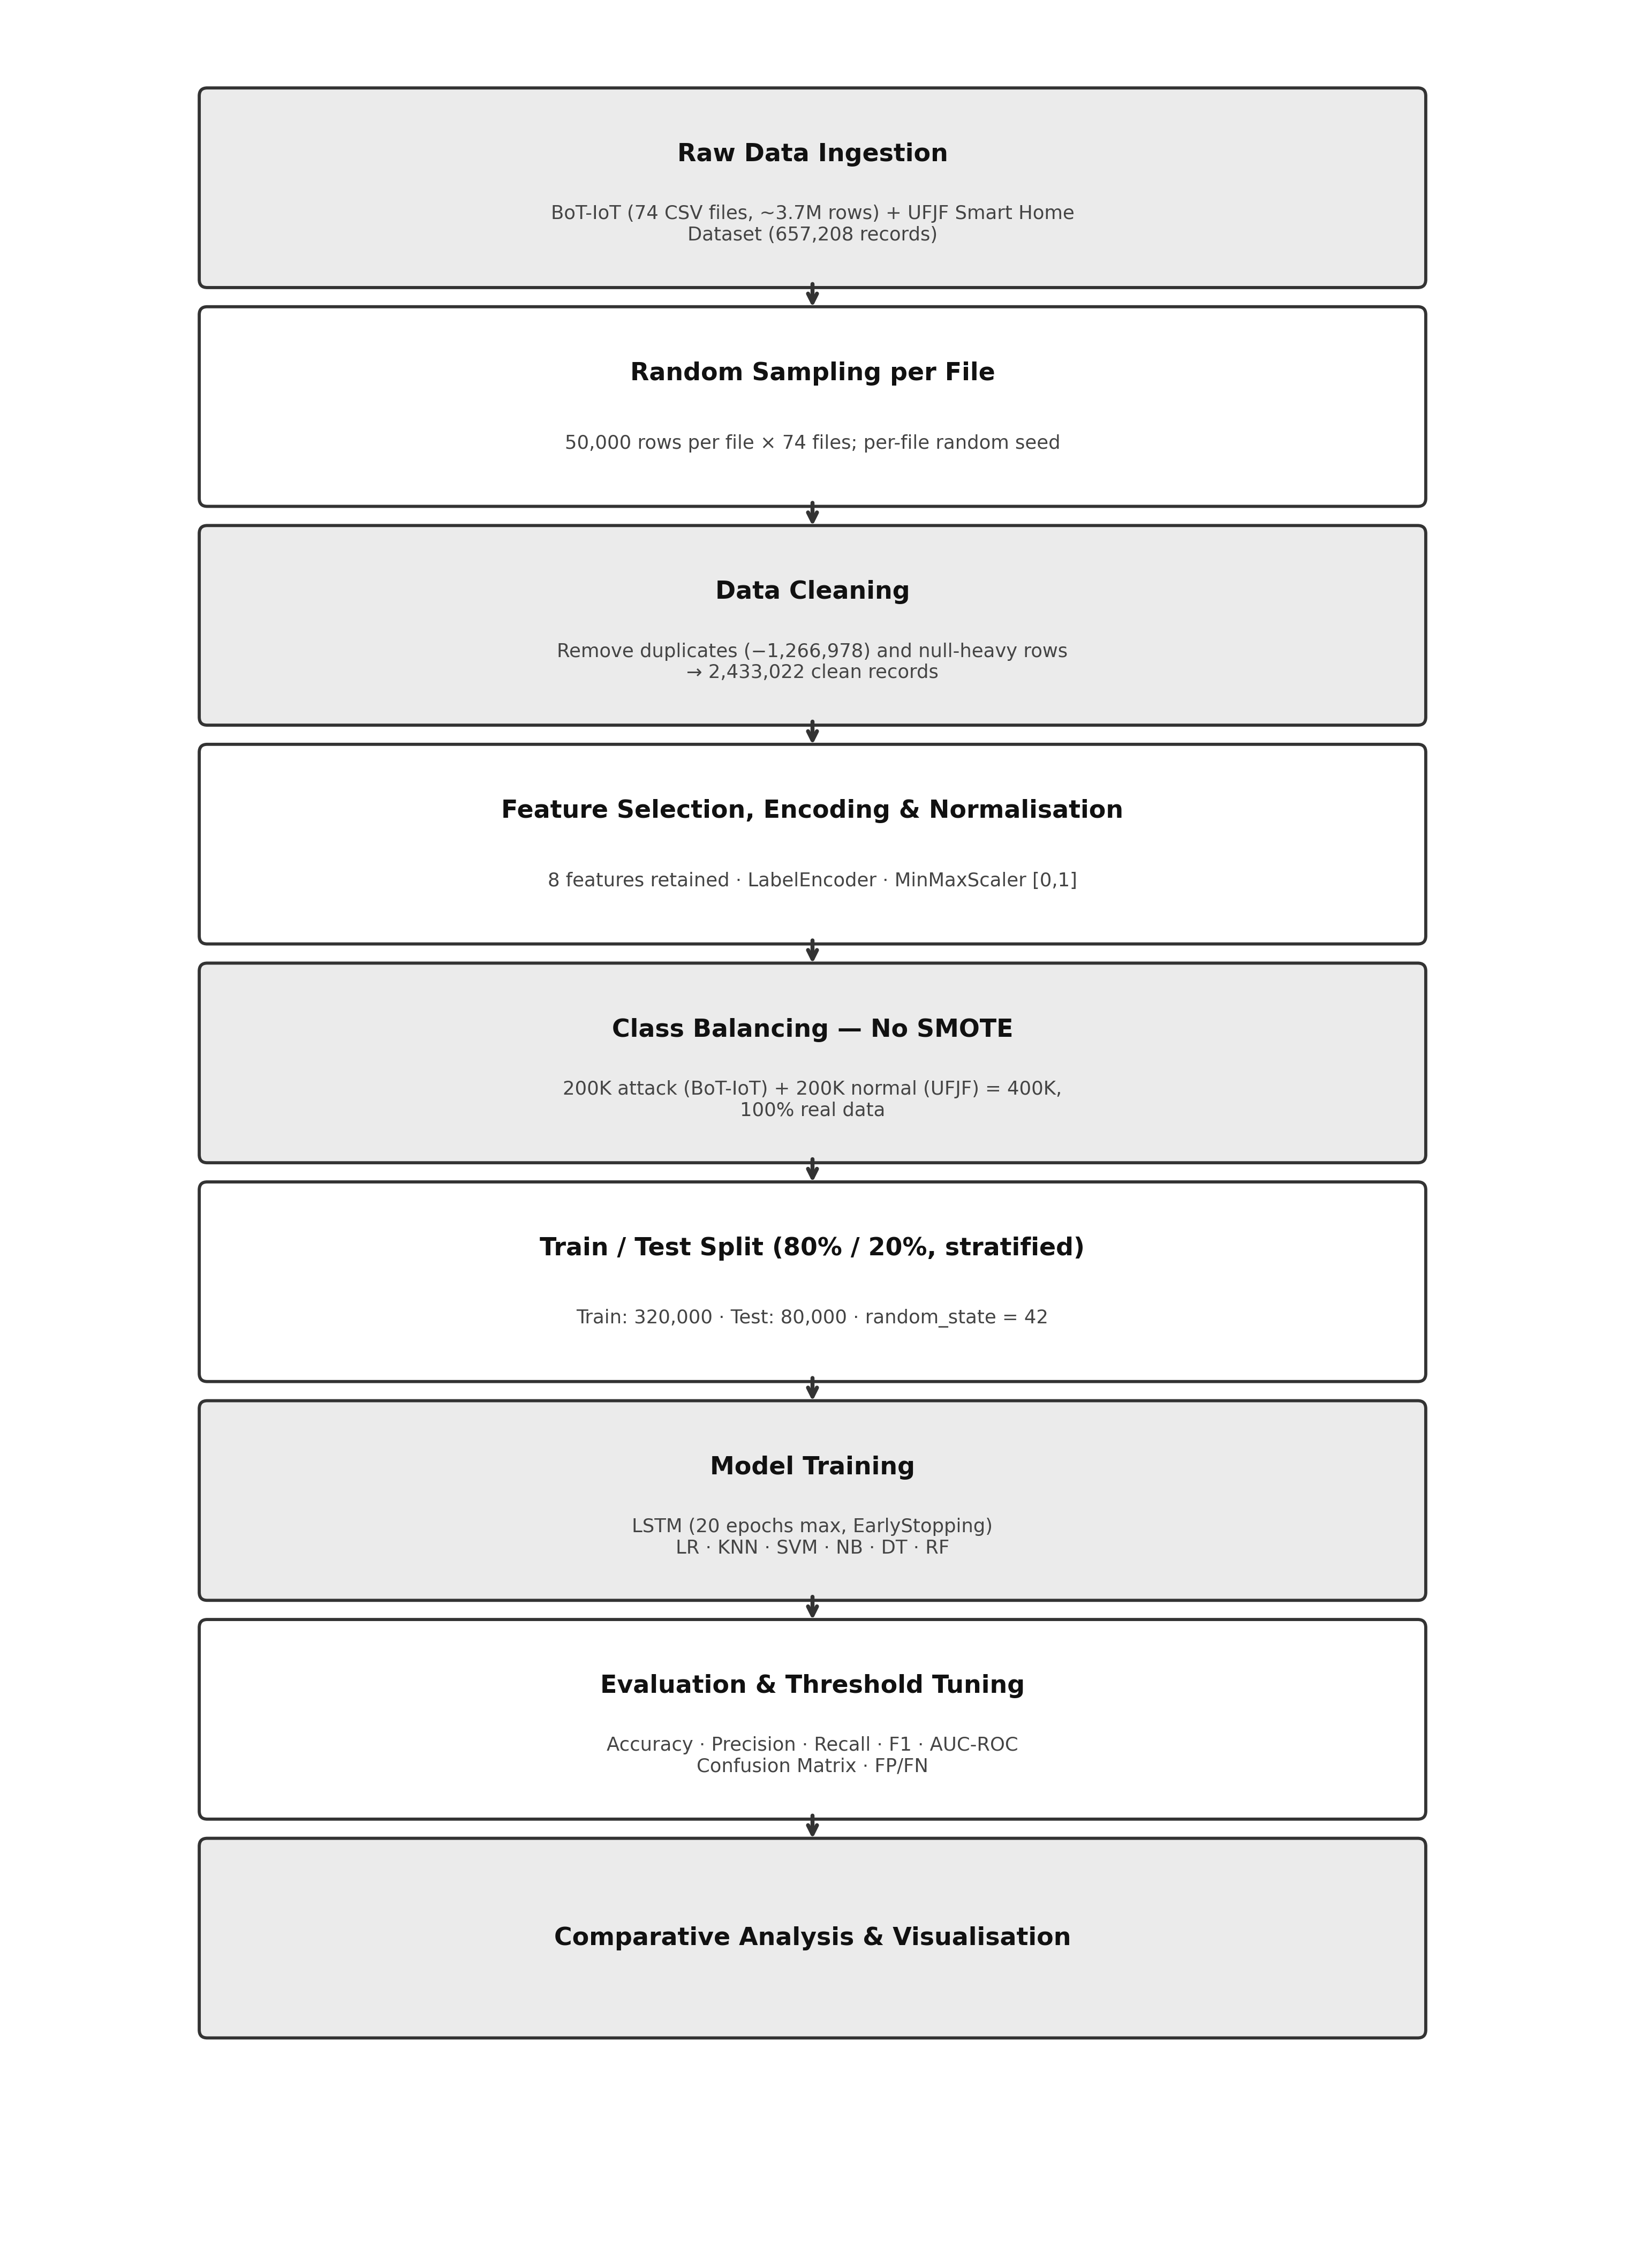 Raw Data Ingestion
BoT-IoT (74 CSV files, ~3.7M rows) + UFJF Smart Home
Dataset (657,208 records)
Random Sampling per File
50,000 rows per file × 74 files; per-file random seed
Data Cleaning
Remove duplicates (−1,266,978) and null-heavy rows
→ 2,433,022 clean records
Feature Selection, Encoding & Normalisation
8 features retained · LabelEncoder · MinMaxScaler [0,1]
Class Balancing — No SMOTE
200K attack (BoT-IoT) + 200K normal (UFJF) = 400K,
100% real data
Train / Test Split (80% / 20%, stratified)
Train: 320,000 · Test: 80,000 · random_state = 42
Model Training
LSTM (20 epochs max, EarlyStopping)
LR · KNN · SVM · NB · DT · RF
Evaluation & Threshold Tuning
Accuracy · Precision · Recall · F1 · AUC-ROC
Confusion Matrix · FP/FN
Comparative Analysis & Visualisation